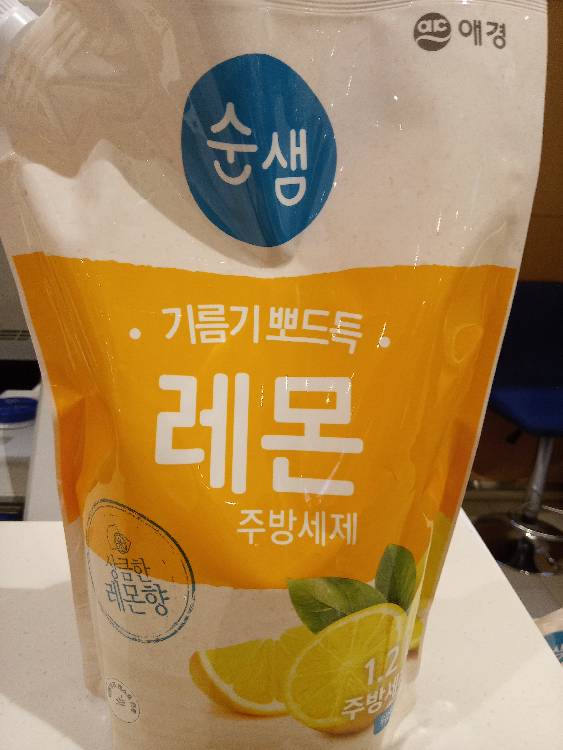 애경
순샘
기름기 뽀드득
레몬
주방세제
상큼한
레몬향
1.2
주방세